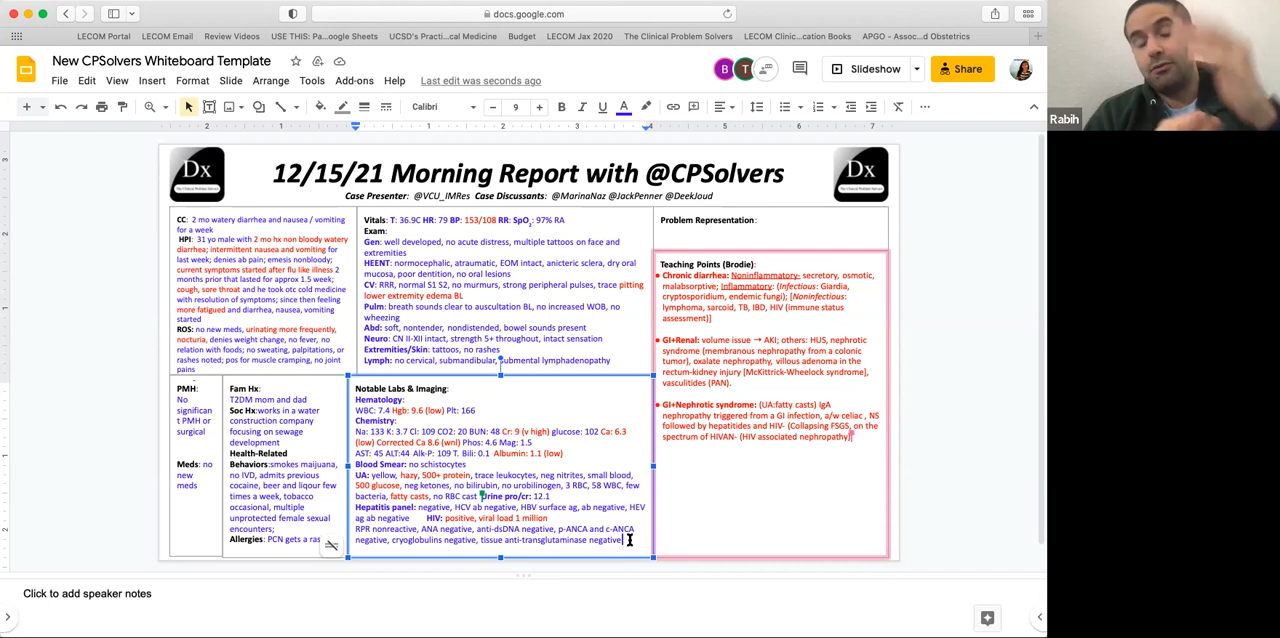 docs.google.com
LECOM Portal LECOM Email Review Videos USE THIS: Pa...oogle Sheets UCSD's Practi...cal Medicine Budget LECOM Jax 2020 The Clinical Problem Solvers LECOM Clinic...cation Books APGO - Assoc...d Obstetrics
New CPSolvers Whiteboard Template
File Edit View Insert Format Slide Arrange Tools Add-ons Help Last edit was seconds ago
B T Slideshow Share
Calibri 9 B I U A
2 1 1 2 3 4 5 6 7
Dx
The Clinical Problem Solvers
12/15/21 Morning Report with @CPSolvers
Case Presenter: @VCU_IMRes Case Discussants: @MarinaNaz @JackPenner @DeekJoud
Dx
The Clinical Problem Solvers
CC: 2 mo watery diarrhea and nausea / vomiting
for a week
HPI: 31 yo male with 2 mo hx non bloody watery
diarrhea; intermittent nausea and vomiting for
last week; denies ab pain; emesis nonbloody;
current symptoms started after flu like illness 2
months prior that lasted for approx 1.5 week;
cough, sore throat and he took otc cold medicine
with resolution of symptoms; since then feeling
more fatigued and diarrhea, nausea, vomiting
started
ROS: no new meds, urinating more frequently,
nocturia, denies weight change, no fever, no
relation with foods; no sweating, palpitations, or
rashes noted; pos for muscle cramping, no joint
pains
Vitals: T: 36.9C HR: 79 BP: 153/108 RR: SpO2: 97% RA
Exam:
Gen: well developed, no acute distress, multiple tattoos on face and
extremities
HEENT: normocephalic, atraumatic, EOM intact, anicteric sclera, dry oral
mucosa, poor dentition, no oral lesions
CV: RRR, normal S1 S2, no murmurs, strong peripheral pulses, trace pitting
lower extremity edema BL
Pulm: breath sounds clear to auscultation BL, no increased WOB, no
wheezing
Abd: soft, nontender, nondistended, bowel sounds present
Neuro: CN II-XII intact, strength 5+ throughout, intact sensation
Extremities/Skin: tattoos, no rashes
Lymph: no cervical, submandibular, submental lymphadenopathy
Problem Representation:
Teaching Points (Brodie):
Chronic diarrhea: Noninflammatory- secretory, osmotic,
malabsorptive; Inflammatory: (Infectious: Giardia,
cryptosporidium, endemic fungi); [Noninfectious:
lymphoma, sarcoid, TB, IBD, HIV (immune status
assessment)]
GI+Renal: volume issue → AKI; others: HUS, nephrotic
syndrome (membranous nephropathy from a colonic
tumor), oxalate nephropathy, villous adenoma in the
rectum-kidney injury [McKittrick-Wheelock syndrome],
vasculitides (PAN).
GI+Nephrotic syndrome: (UA:fatty casts) IgA
nephropathy triggered from a GI infection, a/w celiac , NS
followed by hepatitides and HIV- (Collapsing FSGS, on the
spectrum of HIVAN- (HIV associated nephropathy)
PMH:
No
significan
t PMH or
surgical
Meds: no
new
meds
Fam Hx:
T2DM mom and dad
Soc Hx:works in a water
construction company
focusing on sewage
development
Health-Related
Behaviors:smokes maijuana,
no IVD, admits previous
cocaine, beer and liqour few
times a week, tobacco
occasional, multiple
unprotected female sexual
encounters;
Allergies: PCN gets a ras
Notable Labs & Imaging:
Hematology:
WBC: 7.4 Hgb: 9.6 (low) Plt: 166
Chemistry:
Na: 133 K: 3.7 Cl: 109 CO2: 20 BUN: 48 Cr: 9 (v high) glucose: 102 Ca: 6.3
(low) Corrected Ca 8.6 (wnl) Phos: 4.6 Mag: 1.5
AST: 45 ALT:44 Alk-P: 109 T. Bili: 0.1 Albumin: 1.1 (low)
Blood Smear: no schistocytes
UA: yellow, hazy, 500+ protein, trace leukocytes, neg nitrites, small blood,
500 glucose, neg ketones, no bilirubin, no urobilinogen, 3 RBC, 58 WBC, few
bacteria, fatty casts, no RBC cast Urine pro/cr: 12.1
Hepatitis panel: negative, HCV ab negative, HBV surface ag, ab negative, HEV
ag ab negative HIV: positive, viral load 1 million
RPR nonreactive, ANA negative, anti-dsDNA negative, p-ANCA and c-ANCA
negative, cryoglobulins negative, tissue anti-transglutaminase negative
Click to add speaker notes
Rabih